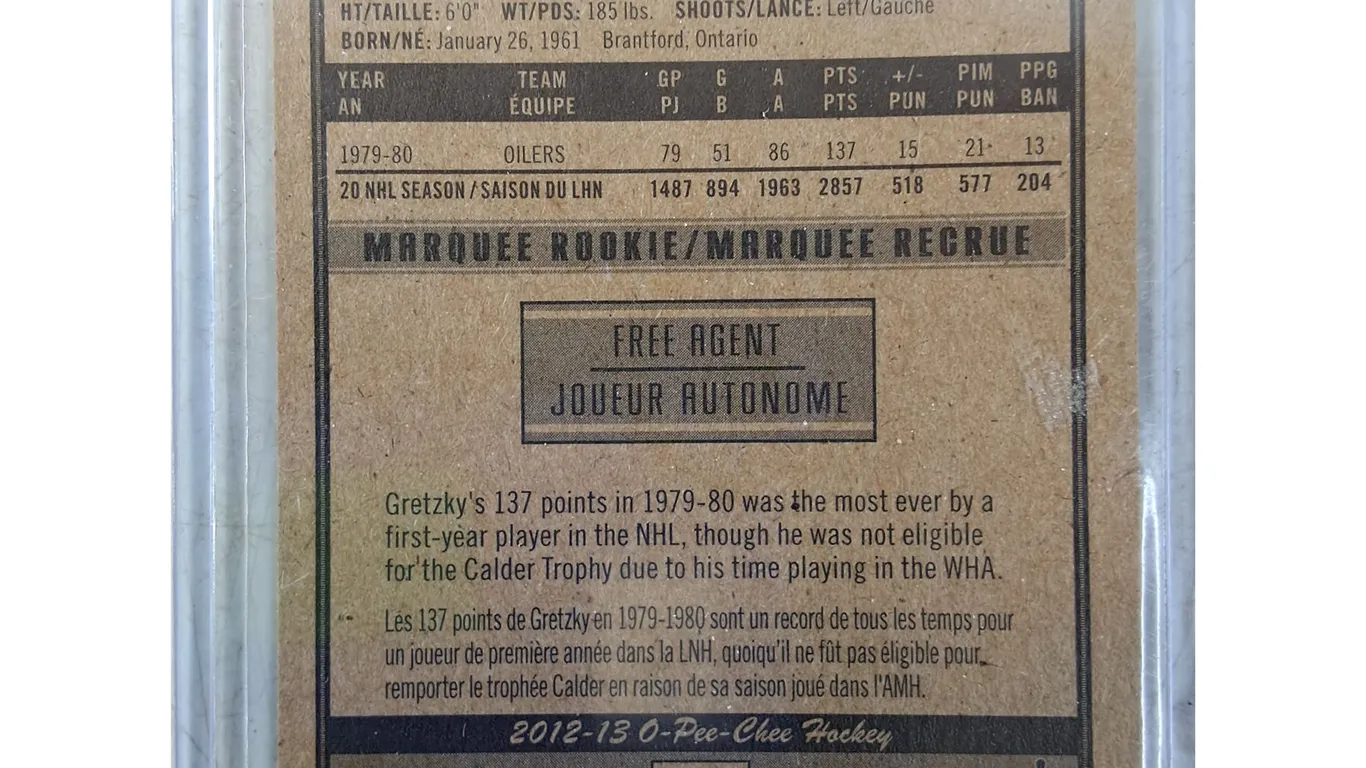 HT/TAILLE: 6'0" WT/PDS: 185 lbs. SHOOTS/LANCE: Left/Gauche
BORN/NÉ: January 26, 1961 Brantford, Ontario
YEAR TEAM GP G A PTS +/- PIM PPG
AN ÉQUIPE PJ B A PTS PUN PUN BAN
1979-80 OILERS 79 51 86 137 15 21 13
20 NHL SEASON / SAISON DU LHN 1487 894 1963 2857 518 577 204
MARQUEE ROOKIE/MARQUEE RECRUE
FREE AGENT
JOUEUR AUTONOME
Gretzky's 137 points in 1979-80 was the most ever by a
first-year player in the NHL, though he was not eligible
for the Calder Trophy due to his time playing in the WHA.
Les 137 points de Gretzky en 1979-1980 sont un record de tous les temps pour
un joueur de première année dans la LNH, quoiqu'il ne fût pas éligible pour
remporter le trophée Calder en raison de sa saison joué dans l'AMH.
2012-13 O-Pee-Chee Hockey